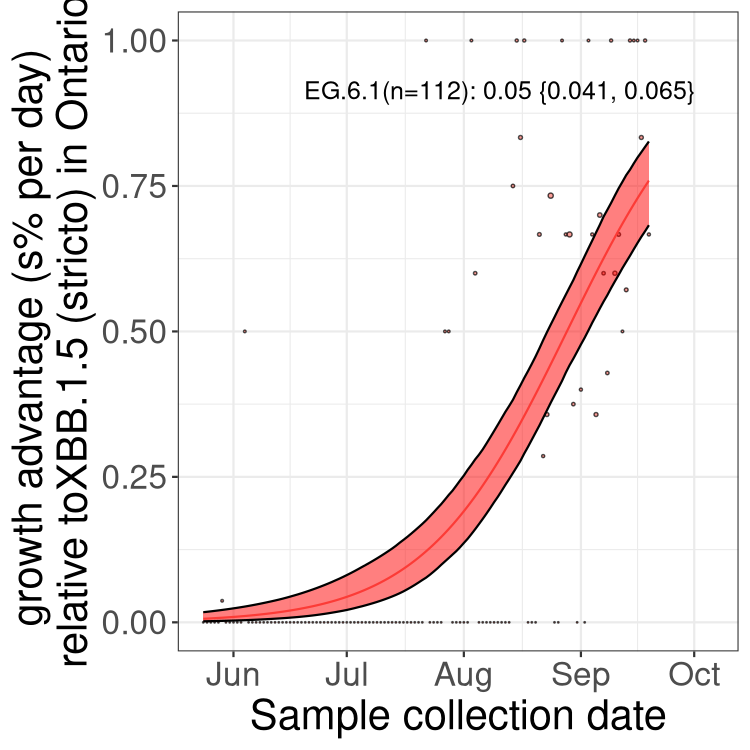 growth advantage (s% per day)
relative toXBB.1.5 (stricto) in Ontario
1.00
0.75
0.50
0.25
0.00
EG.6.1(n=112): 0.05 {0.041, 0.065}
Jun Jul Aug Sep Oct
Sample collection date